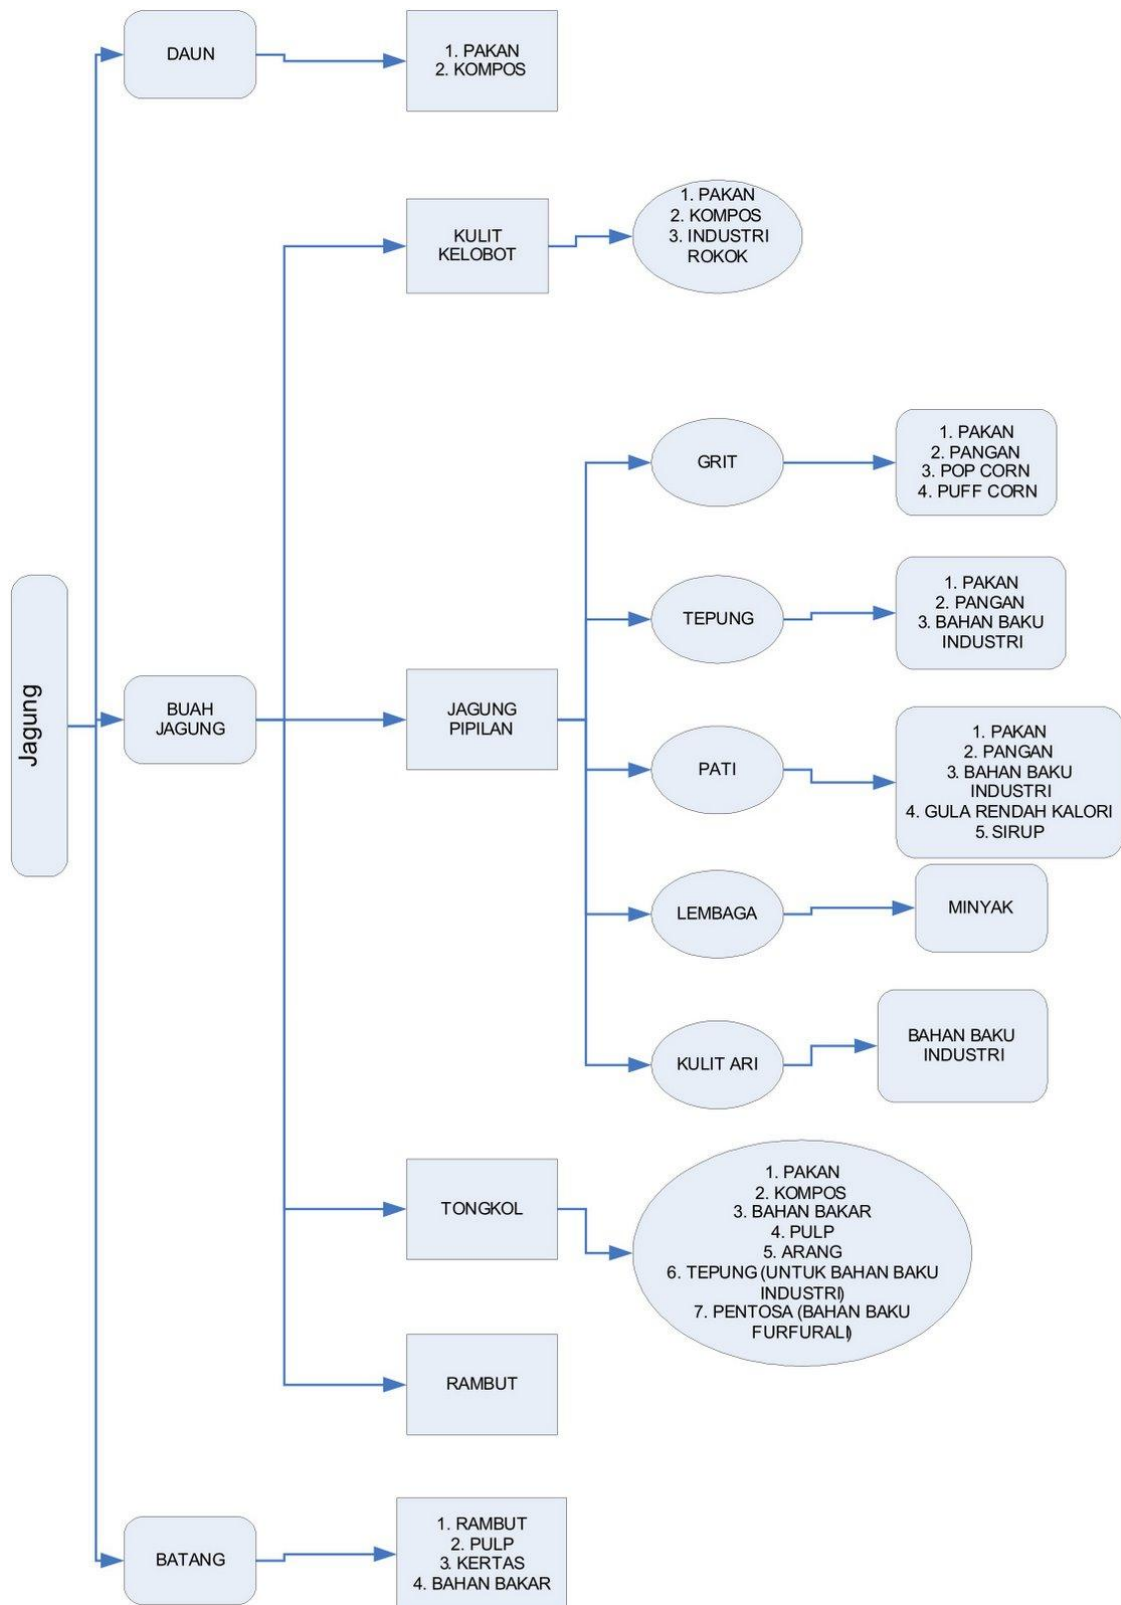 DAUN
1. PAKAN
2. KOMPOS
KULIT
KELOBOT
1. PAKAN
2. KOMPOS
3. INDUSTRI
ROKOK
GRIT
1. PAKAN
2. PANGAN
3. POP CORN
4. PUFF CORN
TEPUNG
1. PAKAN
2. PANGAN
3. BAHAN BAKU
INDUSTRI
Jagung
BUAH
JAGUNG
JAGUNG
PIPILAN
PATI
1. PAKAN
2. PANGAN
3. BAHAN BAKU
INDUSTRI
4. GULA RENDAH KALORI
5. SIRUP
LEMBAGA
MINYAK
KULIT ARI
BAHAN BAKU
INDUSTRI
TONGKOL
1. PAKAN
2. KOMPOS
3. BAHAN BAKAR
4. PULP
5. ARANG
6. TEPUNG (UNTUK BAHAN BAKU
INDUSTRI)
7. PENTOSA (BAHAN BAKU
FURFURALI)
RAMBUT
BATANG
1. RAMBUT
2. PULP
3. KERTAS
4. BAHAN BAKAR